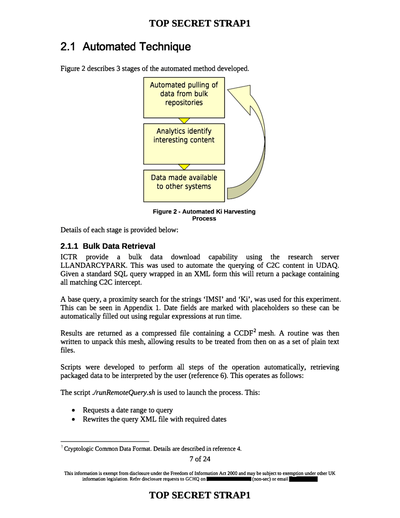 TOP SECRET STRAP1
2.1 Automated Technique
Figure 2 describes 3 stages of the automated method developed.
Automated pulling of
data from bulk
repositories
Analytics identify
interesting content
Data made available
to other systems
Figure 2 - Automated Ki Harvesting
Process
Details of each stage is provided below:
2.1.1 Bulk Data Retrieval
ICTR provide a bulk data download capability using the research server
LLANDARCYPARK. This was used to automate the querying of C2C content in UDAQ.
Given a standard SQL query wrapped in an XML form this will return a package containing
all matching C2C intercept.
A base query, a proximity search for the strings 'IMSI' and 'Ki', was used for this experiment.
This can be seen in Appendix 1. Date fields are marked with placeholders so these can be
automatically filled out using regular expressions at run time.
Results are returned as a compressed file containing a CCDF2 mesh. A routine was then
written to unpack this mesh, allowing results to be treated from then on as a set of plain text
files.
Scripts were developed to perform all steps of the operation automatically, retrieving
packaged data to be interpreted by the user (reference 6). This operates as follows:
The script ./runRemoteQuery.sh is used to launch the process. This:
• Requests a date range to query
• Rewrites the query XML file with required dates
Cryptologic Common Data Format. Details are described in reference 4.
7 of 24
This information is exempt from disclosure under the Freedom of Information Act 2000 and may be subject to exemption under other UK
information legislation. Refer disclosure requests to GCHQ on (non-sec) or email
TOP SECRET STRAP1